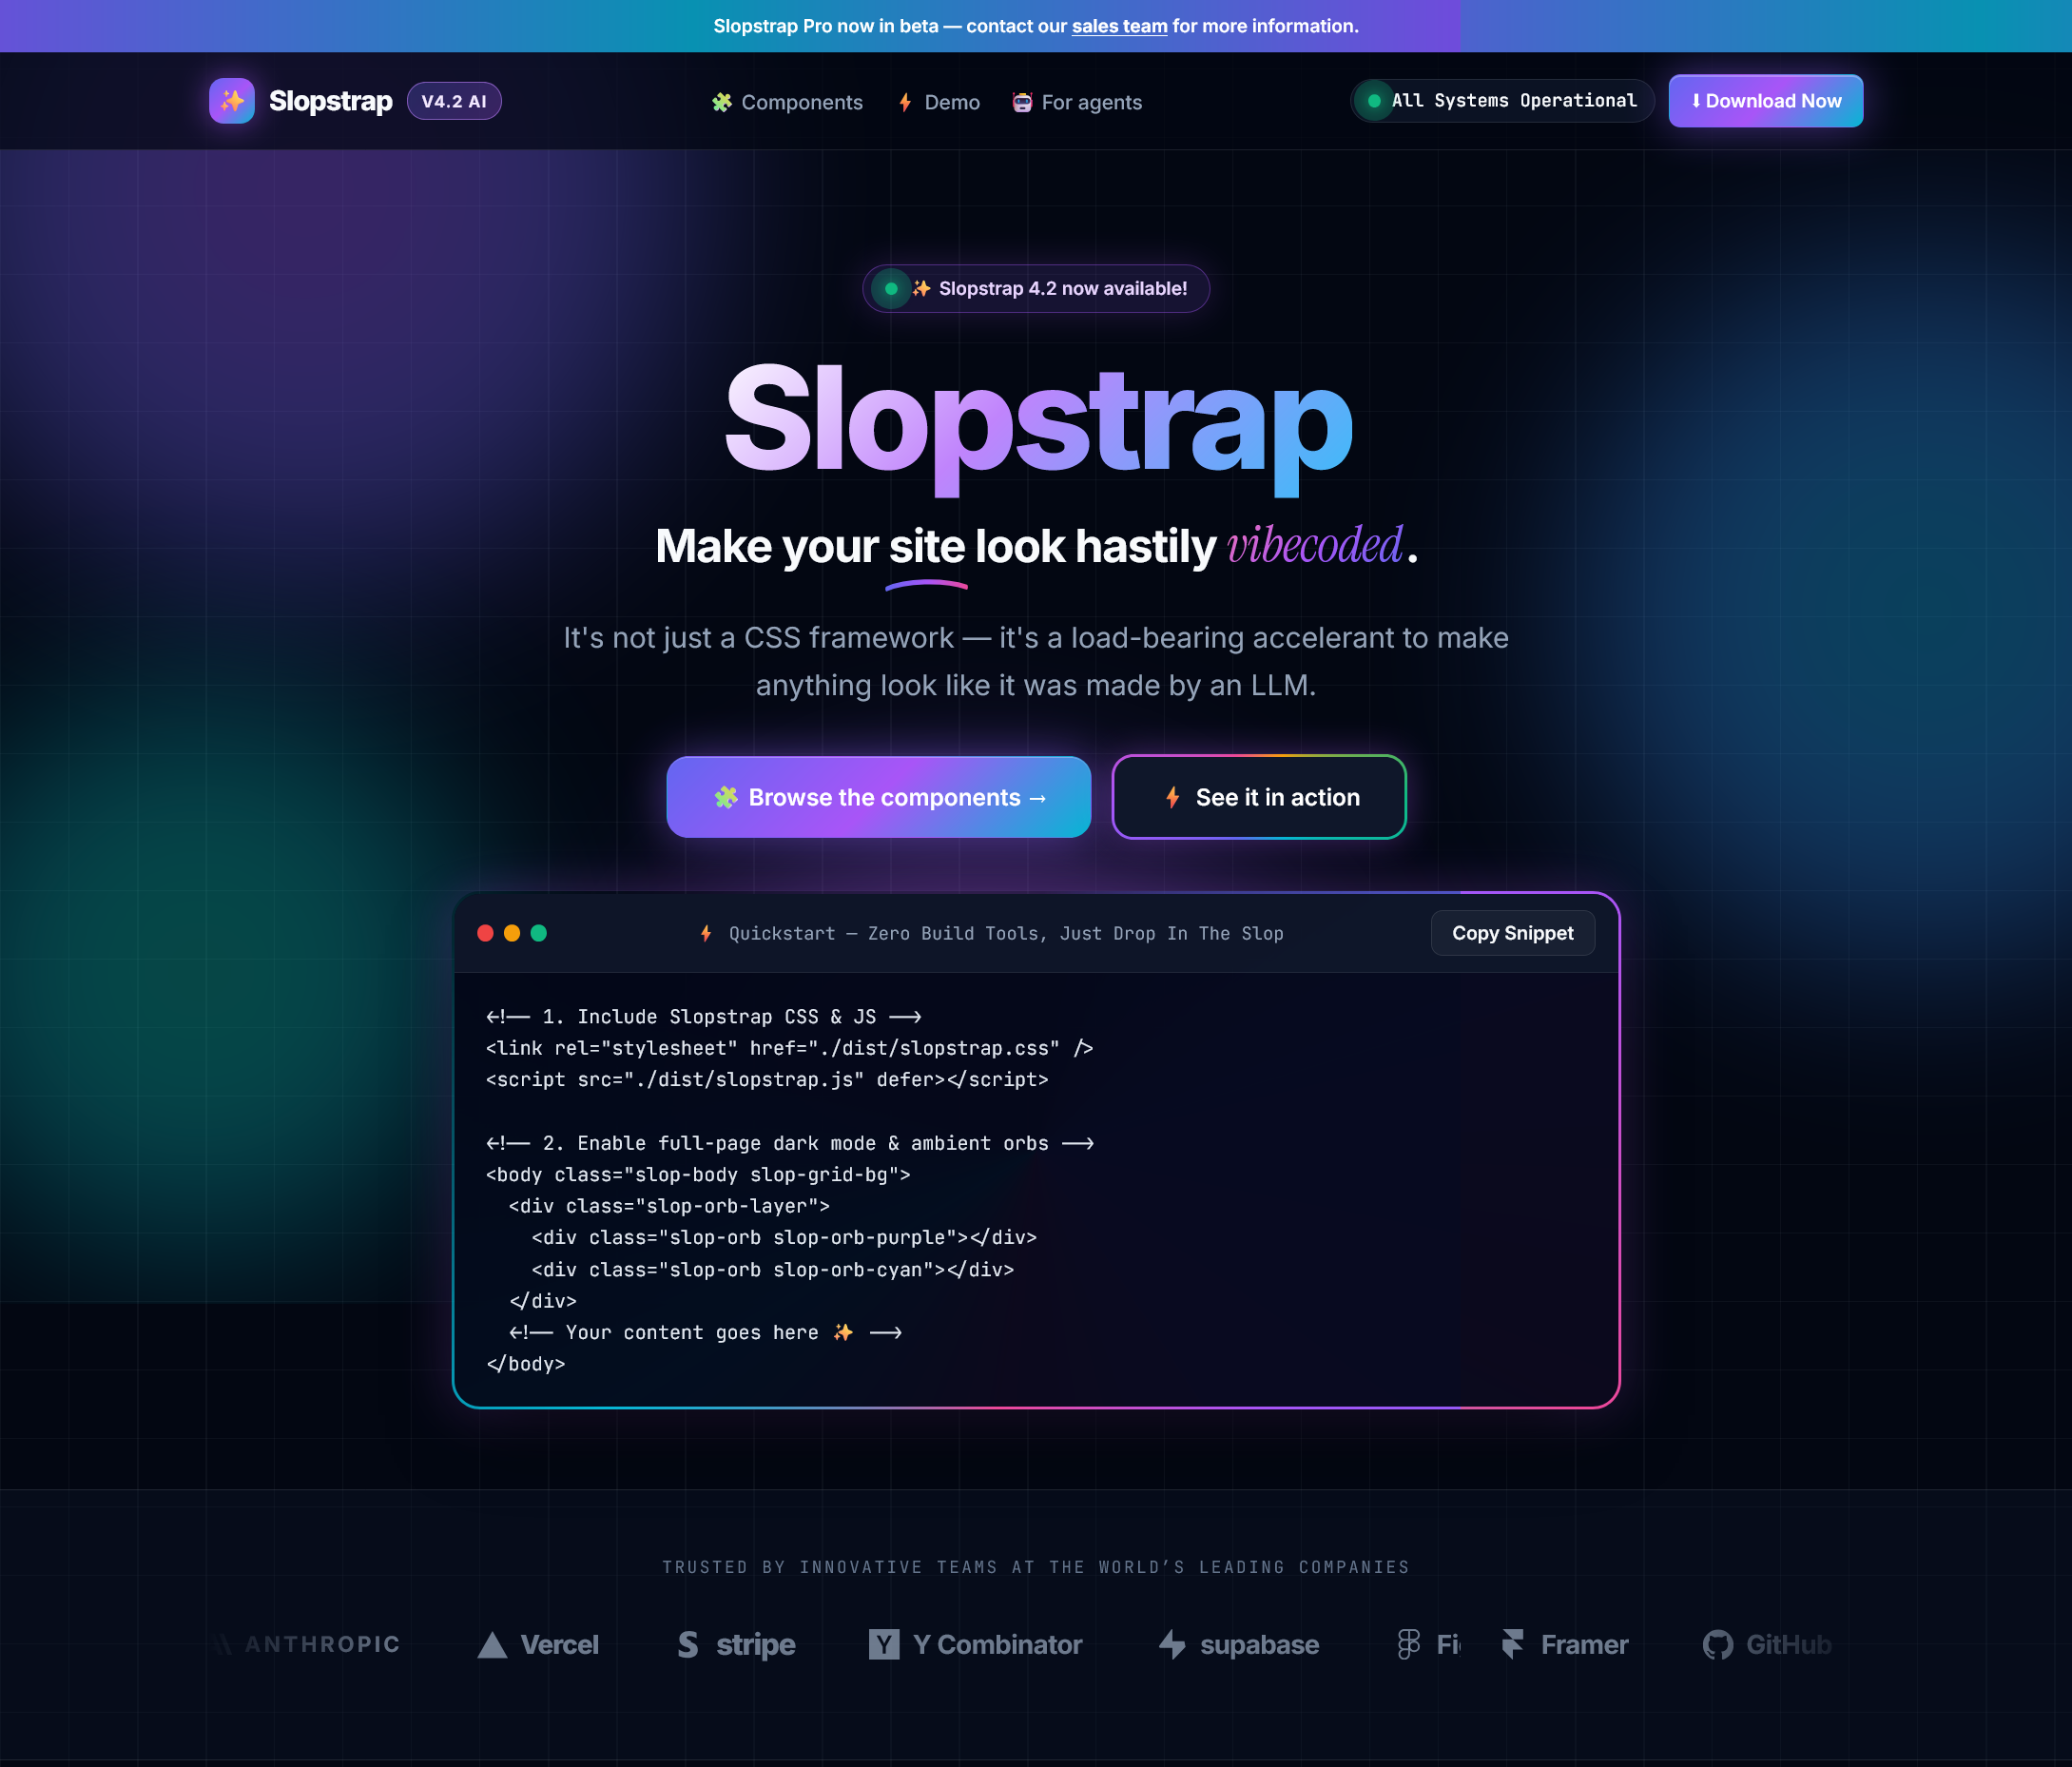 Slopstrap Pro now in beta — contact our sales team for more information.
Slopstrap V4.2 AI
Components Demo For agents
All Systems Operational
⬇ Download Now
✨ Slopstrap 4.2 now available!
Slopstrap
Make your site look hastily vibecoded.
It's not just a CSS framework — it's a load-bearing accelerant to make
anything look like it was made by an LLM.
Browse the components →
See it in action
Quickstart — Zero Build Tools, Just Drop In The Slop
Copy Snippet
<!-- 1. Include Slopstrap CSS & JS -->
<link rel="stylesheet" href="./dist/slopstrap.css" />
<script src="./dist/slopstrap.js" defer></script>
<!-- 2. Enable full-page dark mode & ambient orbs -->
<body class="slop-body slop-grid-bg">
<div class="slop-orb-layer">
<div class="slop-orb slop-orb-purple"></div>
<div class="slop-orb slop-orb-cyan"></div>
</div>
<!-- Your content goes here ✨ -->
</body>
TRUSTED BY INNOVATIVE TEAMS AT THE WORLD’S LEADING COMPANIES
ANTHROPIC Vercel stripe Y Y Combinator supabase Framer GitHub